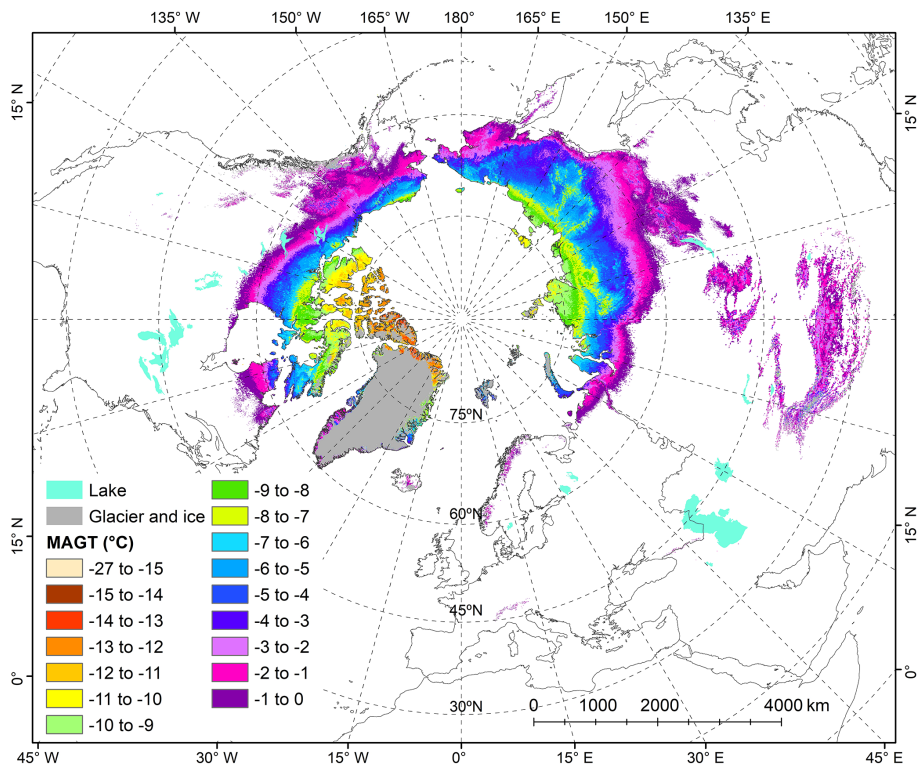 135° W 150° W 165° W 180° 165° E 150° E 135° E
15° N 15° N
75°N
60°N
45°N
30°N
Lake
Glacier and ice
MAGT (°C)
-27 to -15
-15 to -14
-14 to -13
-13 to -12
-12 to -11
-11 to -10
-10 to -9
-9 to -8
-8 to -7
-7 to -6
-6 to -5
-5 to -4
-4 to -3
-3 to -2
-2 to -1
-1 to 0
15° N 15° N
0° 0°
0 1000 2000 4000 km
45° W 30° W 15° W 0° 15° E 30° E 45° E